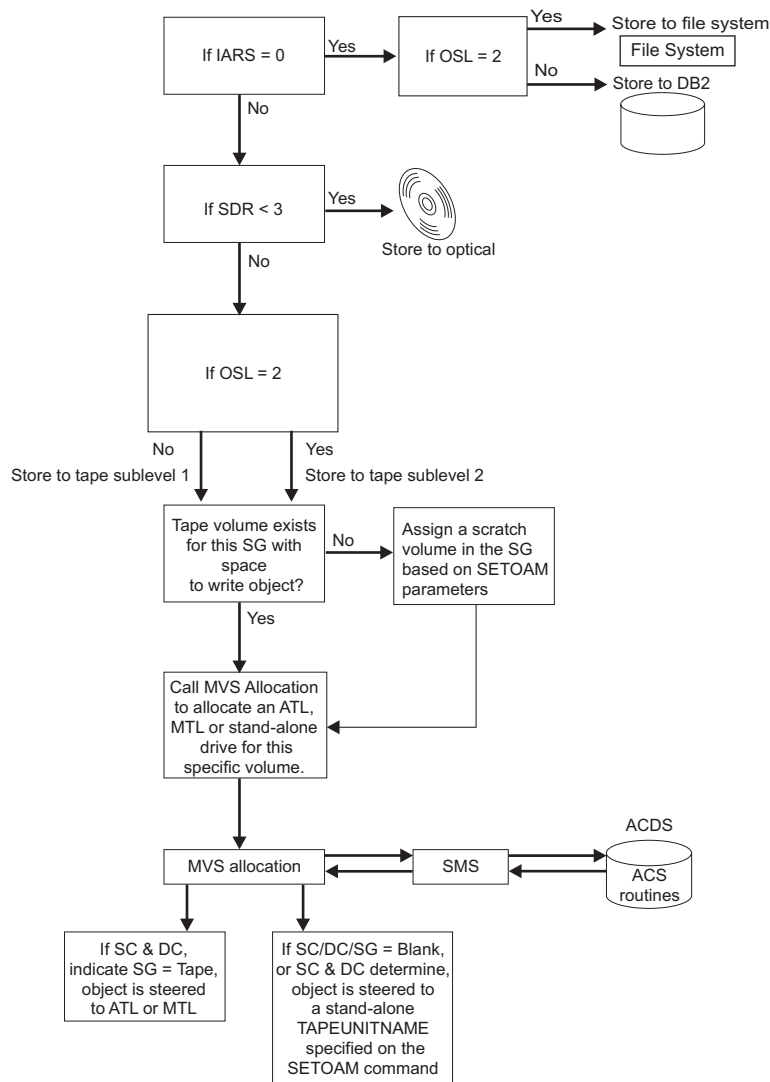 If IARS = 0
Yes
If OSL = 2
Yes
Store to file system
File System
No
Store to DB2
No
If SDR < 3
Yes
Store to optical
No
If OSL = 2
No
Yes
Store to tape sublevel 1
Store to tape sublevel 2
Tape volume exists
for this SG with
space
to write object?
No
Assign a scratch
volume in the SG
based on SETOAM
parameters
Yes
Call MVS Allocation
to allocate an ATL,
MTL or stand-alone
drive for this
specific volume.
MVS allocation
SMS
ACDS
ACS
routines
If SC & DC,
indicate SG = Tape,
object is steered
to ATL or MTL
If SC/DC/SG = Blank,
or SC & DC determine,
object is steered to
a stand-alone
TAPEUNITNAME
specified on the
SETOAM command